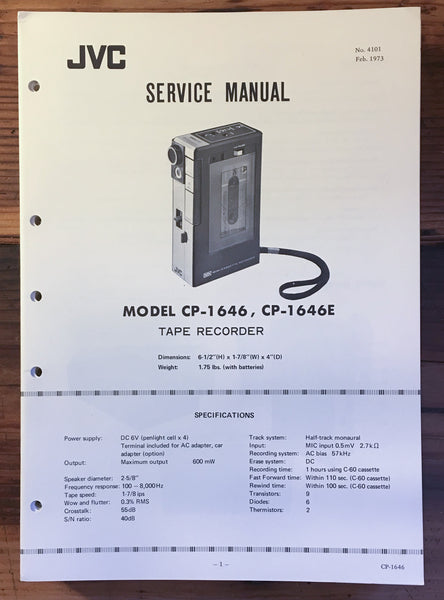 JVC
No. 4101
Feb. 1973
SERVICE MANUAL
JVC
MODEL CP-1646, CP-1646E
TAPE RECORDER
Dimensions: 6-1/2"(H) x 1-7/8"(W) x 4"(D)
Weight: 1.75 lbs. (with batteries)
SPECIFICATIONS
Power supply: DC 6V (penlight cell x 4)
Terminal included for AC adapter, car
adapter (option)
Output: Maximum output 600 mW
Speaker diameter: 2-5/8"
Frequency response: 100 – 8,000Hz
Tape speed: 1-7/8 ips
Wow and flutter: 0.3% RMS
Crosstalk: 55dB
S/N ratio: 40dB
Track system: Half-track monaural
Input: MIC input 0.5mV 2.7kΩ
Recording system: AC bias 57kHz
Erase system: DC
Recording time: 1 hours using C-60 cassette
Fast Forward time: Within 110 sec. (C-60 cassette)
Rewind time: Within 100 sec. (C-60 cassette)
Transistors: 9
Diodes: 6
Thermistors: 2
– 1 –
CP-1646